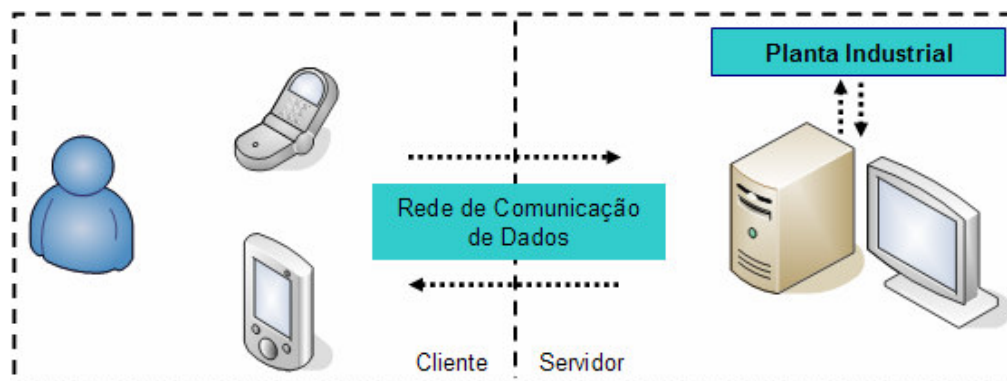 Planta Industrial
Rede de Comunicação
de Dados
Cliente
Servidor